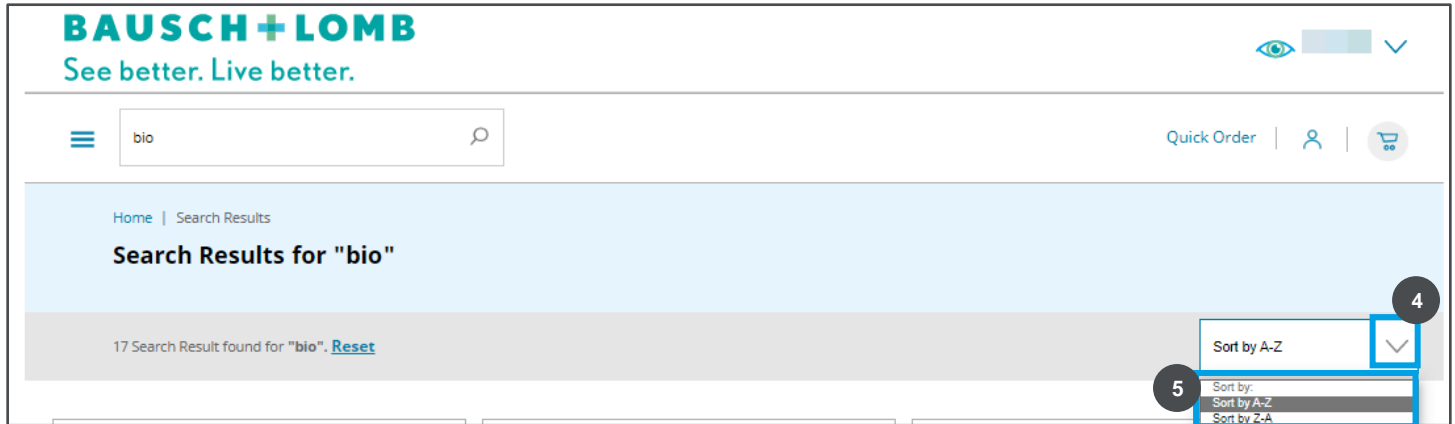 BAUSCH + LOMB
See better. Live better.
bio
Quick Order
Home | Search Results
Search Results for "bio"
4
17 Search Result found for "bio". Reset
Sort by A-Z
5
Sort by:
Sort by A-Z
Sort by Z-A